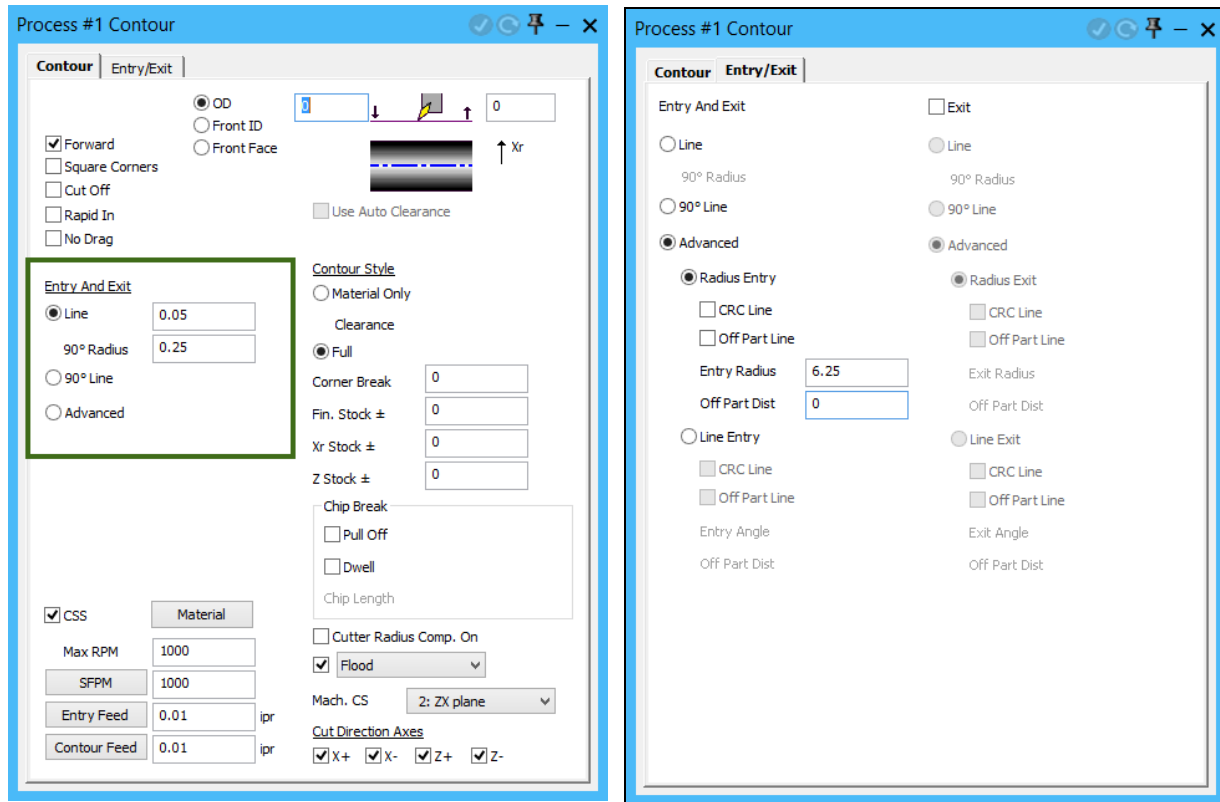 Process #1 Contour
Contour Entry/Exit
OD 0 0
Front ID
Forward Front Face Xr
Square Corners
Cut Off
Rapid In Use Auto Clearance
No Drag
Entry And Exit
Line 0.05
90° Radius 0.25
90° Line
Advanced
Contour Style
Material Only
Clearance
Full
Corner Break 0
Fin. Stock ± 0
Xr Stock ± 0
Z Stock ± 0
Chip Break
Pull Off
Dwell
Chip Length
CSS Material
Max RPM 1000
SFPM 1000
Entry Feed 0.01 ipr
Contour Feed 0.01 ipr
Cutter Radius Comp. On
Flood
Mach. CS 2: ZX plane
Cut Direction Axes
X+ X- Z+ Z-
Process #1 Contour
Contour Entry/Exit
Entry And Exit Exit
Line Line
90° Radius 90° Radius
90° Line 90° Line
Advanced Advanced
Radius Entry Radius Exit
CRC Line CRC Line
Off Part Line Off Part Line
Entry Radius 6.25 Exit Radius
Off Part Dist 0 Off Part Dist
Line Entry Line Exit
CRC Line CRC Line
Off Part Line Off Part Line
Entry Angle Exit Angle
Off Part Dist Off Part Dist